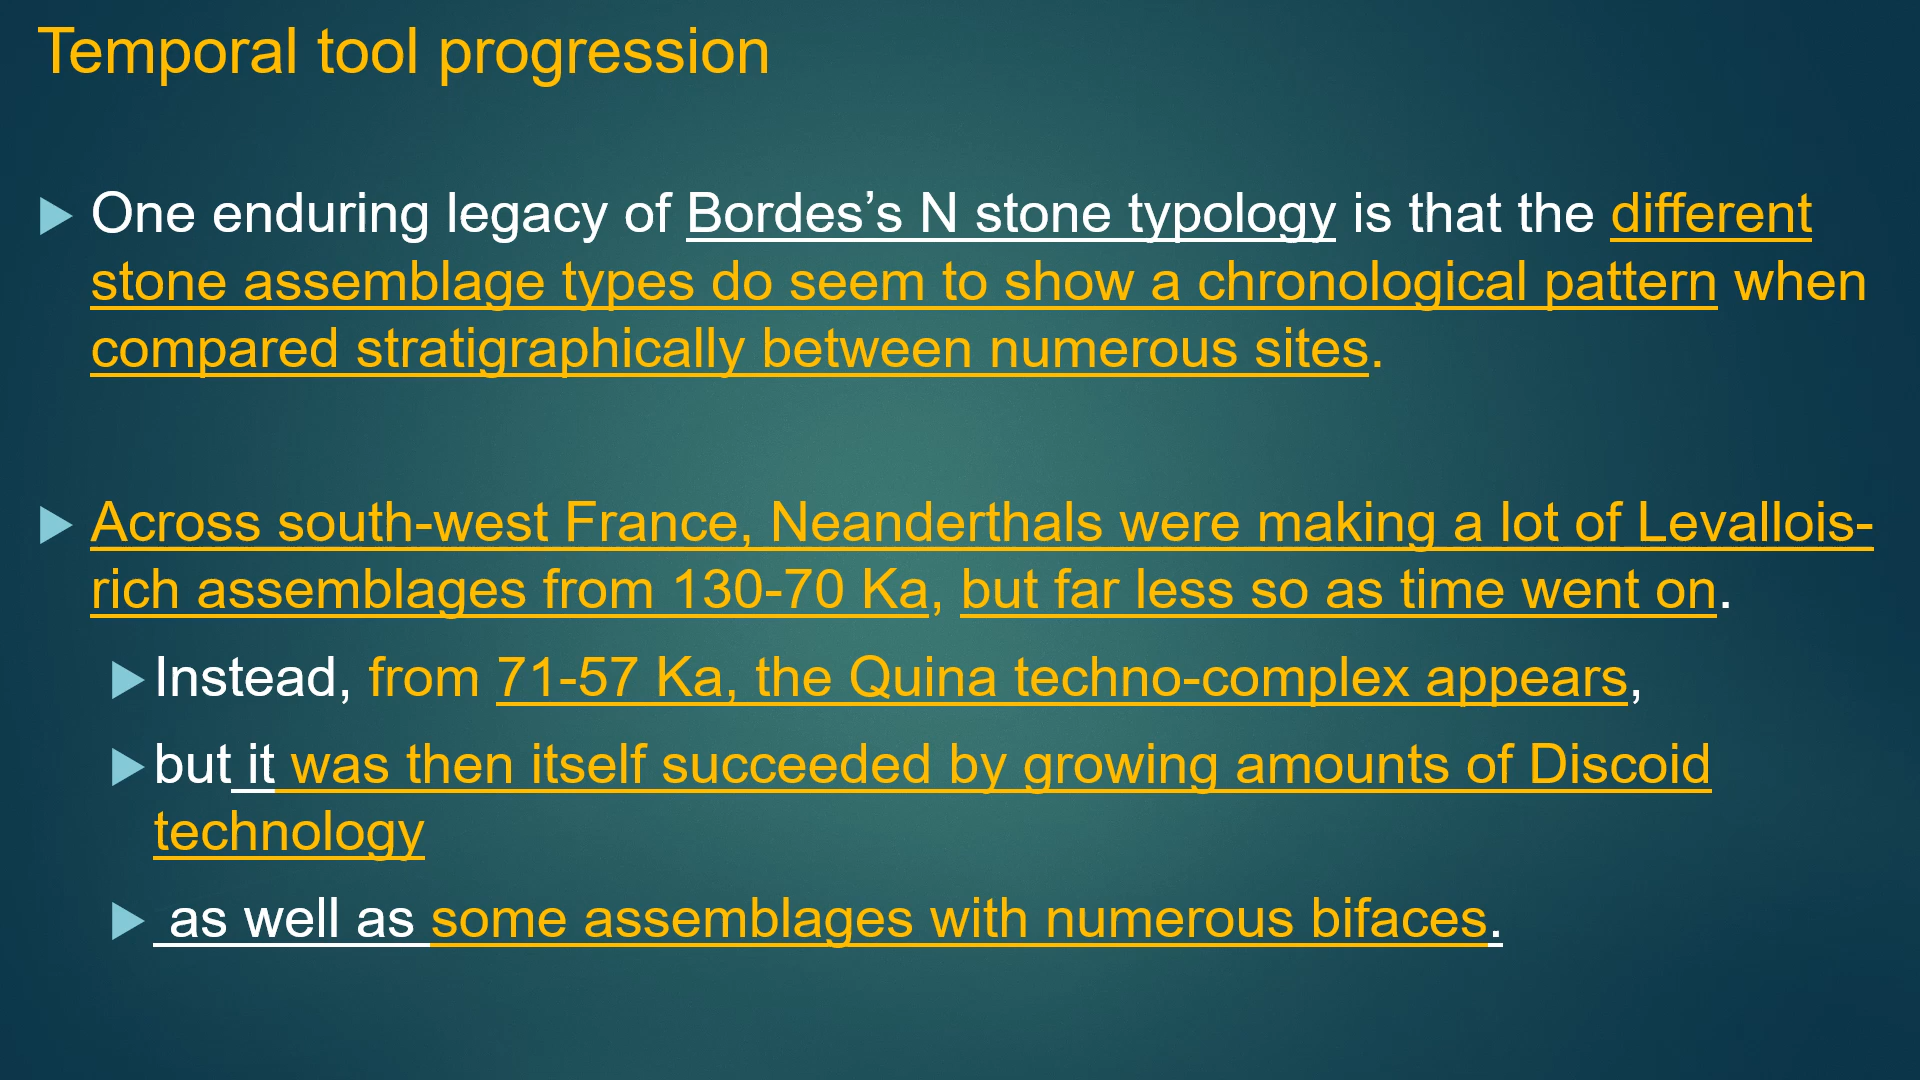 Temporal tool progression
One enduring legacy of Bordes’s N stone typology is that the different
stone assemblage types do seem to show a chronological pattern when
compared stratigraphically between numerous sites.
Across south-west France, Neanderthals were making a lot of Levallois-
rich assemblages from 130-70 Ka, but far less so as time went on.
Instead, from 71-57 Ka, the Quina techno-complex appears,
but it was then itself succeeded by growing amounts of Discoid
technology
as well as some assemblages with numerous bifaces.